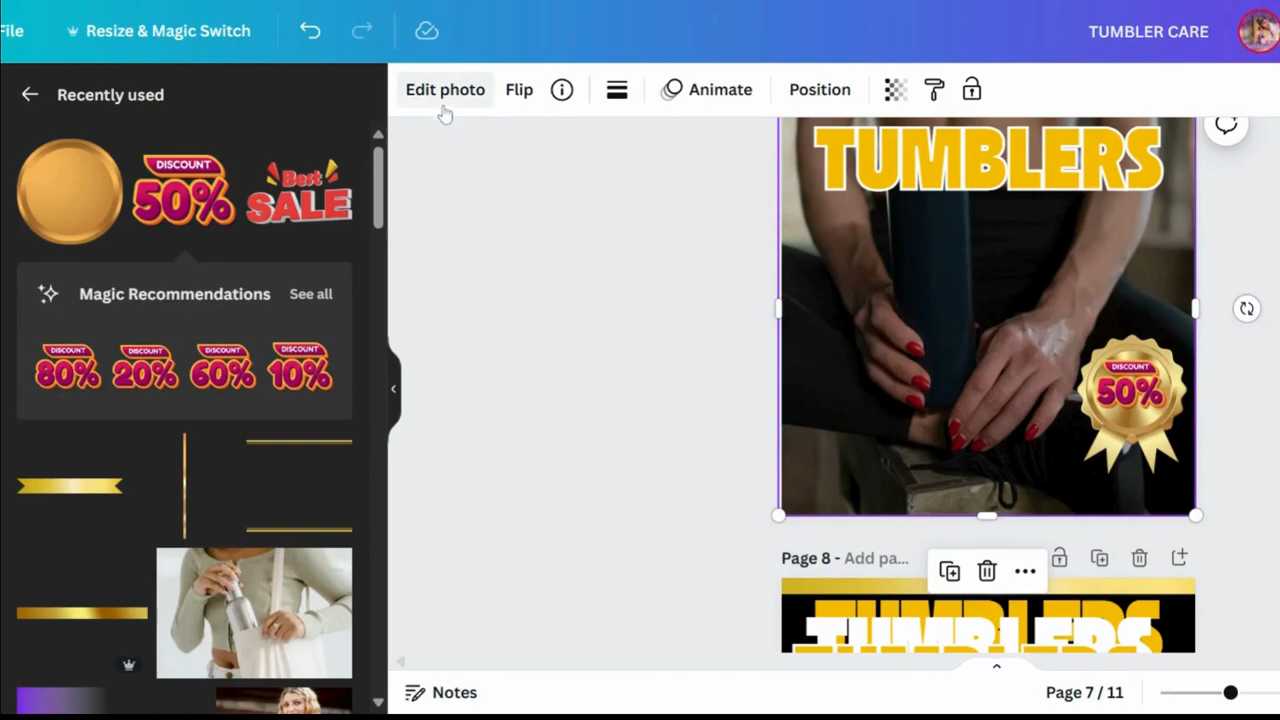 File
Resize & Magic Switch
TUMBLER CARE
Recently used
Edit photo
Flip
Animate
Position
DISCOUNT
50%
Best
SALE
TUMBLERS
Magic Recommendations
See all
DISCOUNT
80%
DISCOUNT
20%
DISCOUNT
60%
DISCOUNT
10%
DISCOUNT
50%
Page 8 - Add pa...
TUMBLERS
TUMBLERS
Notes
Page 7 / 11